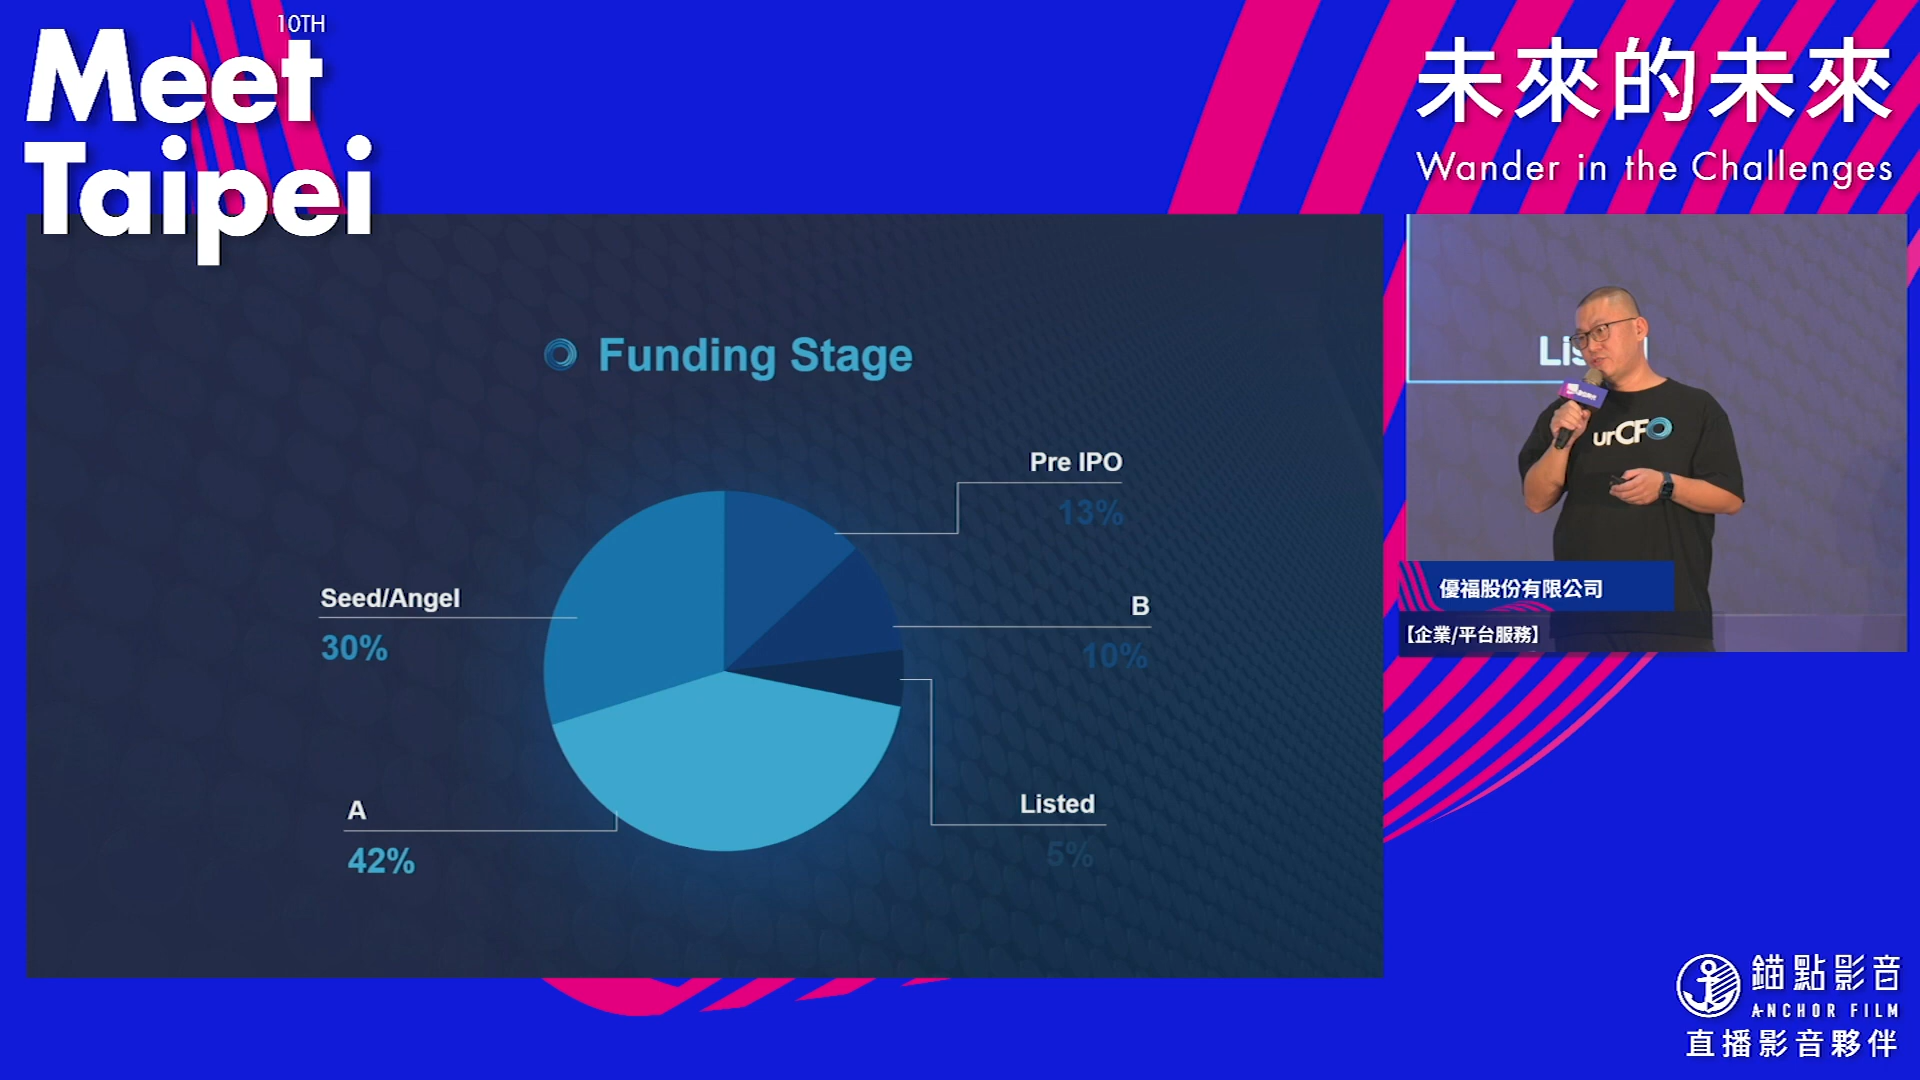 10TH
Meet
Taipei
未來的未來
Wander in the Challenges
Funding Stage
Pre IPO
13%
Seed/Angel
30%
B
10%
A
42%
Listed
5%
urCFO
優福股份有限公司
【企業/平台服務】
錨點影音
ANCHOR FILM
直播影音夥伴